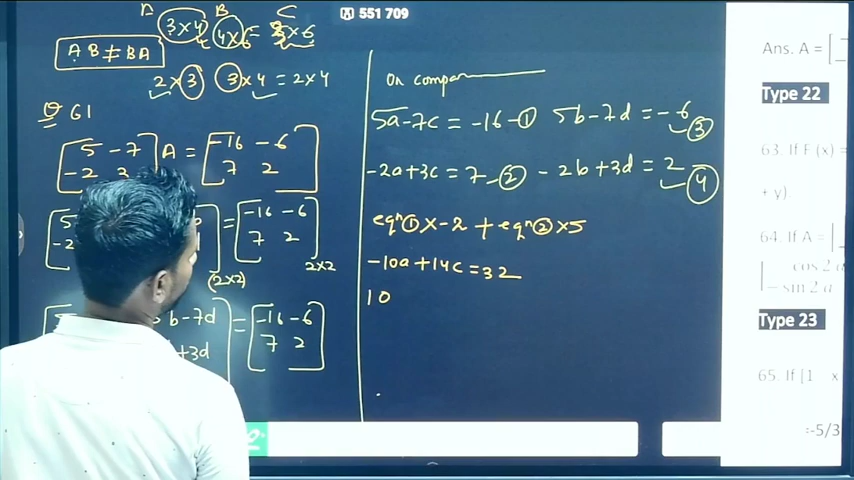 551 709
A B C
3×4 4×6 = 3×6
AB ≠ BA
2×3 3×4 = 2×4
Q 61
[5 -7
-2 3] A = [-16 -6
7 2]
= [-16 -6
7 2]
(2×2) 2×2
b-7d
+3d] = [-16 -6
7 2]
On compar
5a-7c = -16 - ① 5b-7d = -6 ③
-2a+3c = 7 - ② -2b+3d = 2 ④
eqⁿ① × -2 + eqⁿ② × 5
-10a+14c = 32
10
Ans. A = [
Type 22
63. If F (x) =
+ y).
64. If A = [
cos 2
- sin 2
Type 23
65. If [1 x
:-5/3